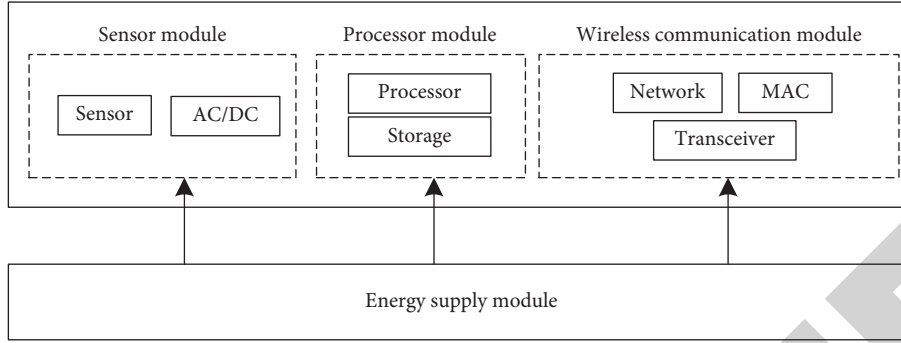 Sensor module
Processor module
Wireless communication module
Sensor
AC/DC
Processor
Storage
Network
MAC
Transceiver
Energy supply module